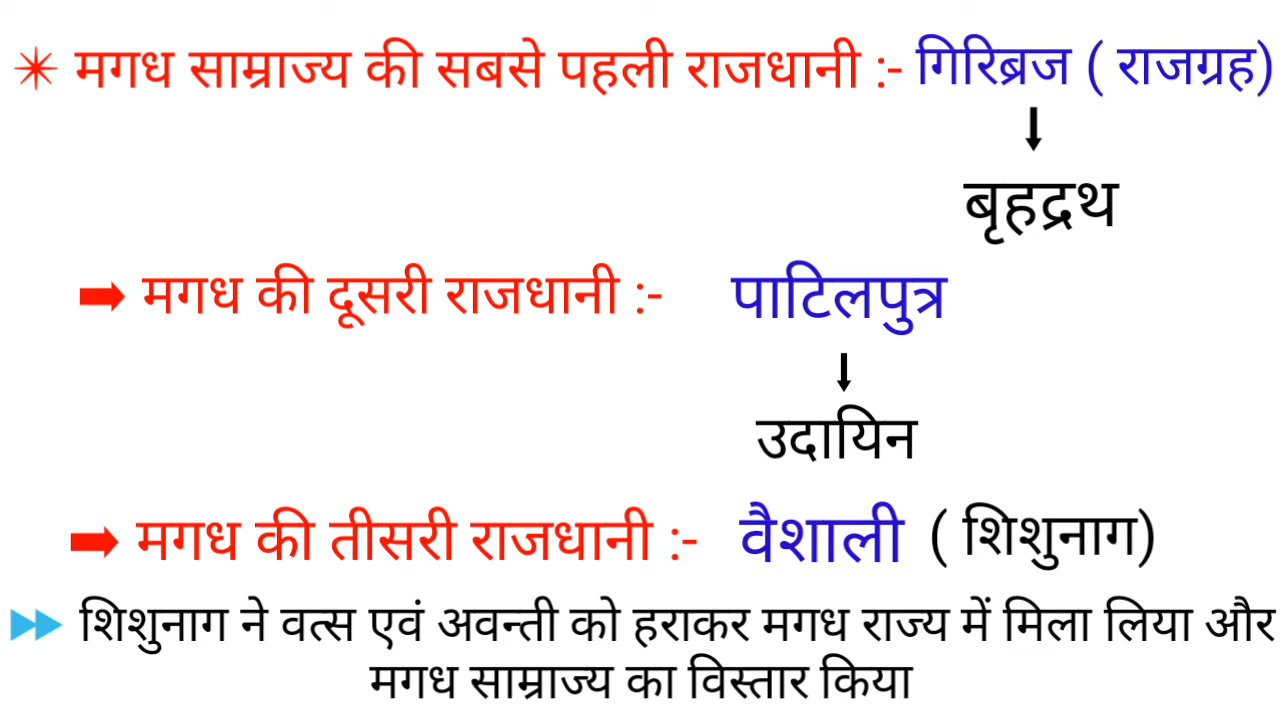 ✴ मगध साम्राज्य की सबसे पहली राजधानी :- गिरिब्रज ( राजग्रह)
↓
बृहद्रथ
➡ मगध की दूसरी राजधानी :- पाटिलपुत्र
↓
उदायिन
➡ मगध की तीसरी राजधानी :- वैशाली ( शिशुनाग)
▶▶ शिशुनाग ने वत्स एवं अवन्ती को हराकर मगध राज्य में मिला लिया और
मगध साम्राज्य का विस्तार किया